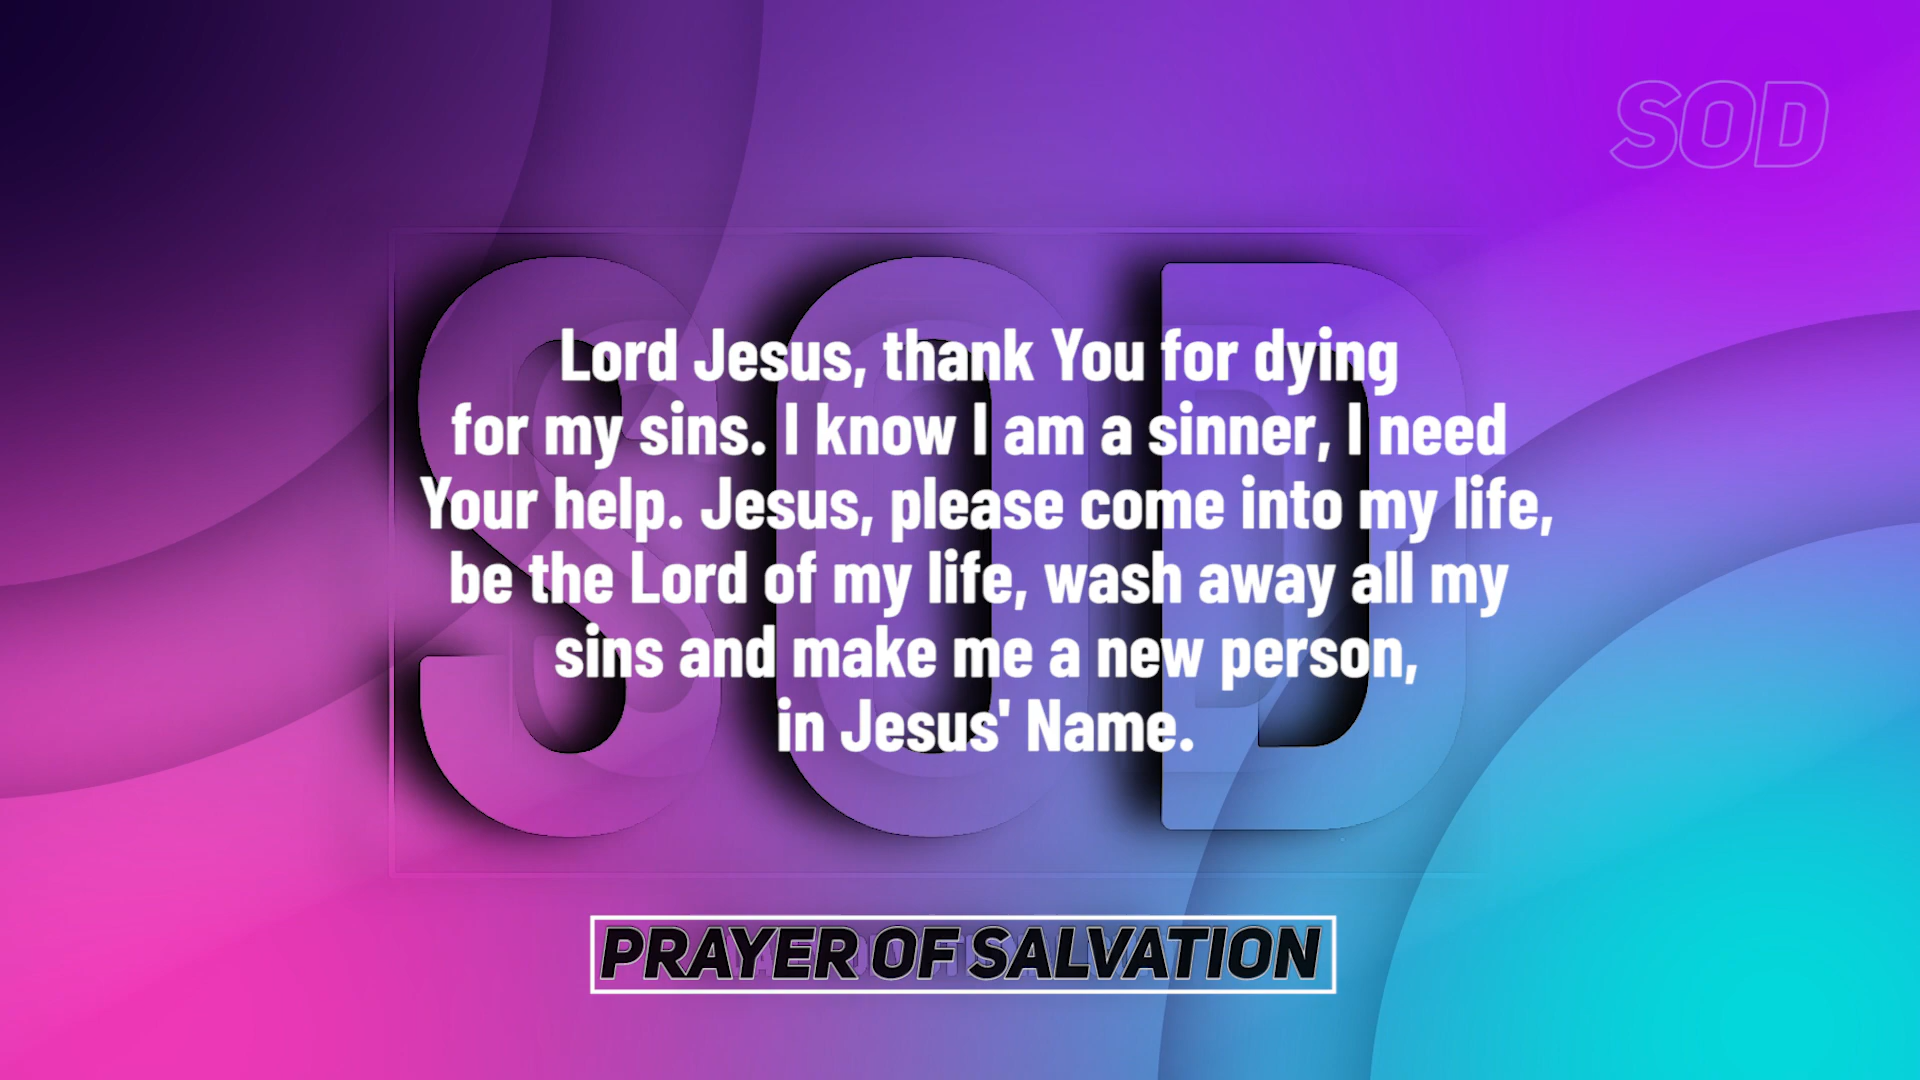 SOD
SOD
Lord Jesus, thank You for dying
for my sins. I know I am a sinner, I need
Your help. Jesus, please come into my life,
be the Lord of my life, wash away all my
sins and make me a new person,
in Jesus' Name.
PRAYER OF SALVATION